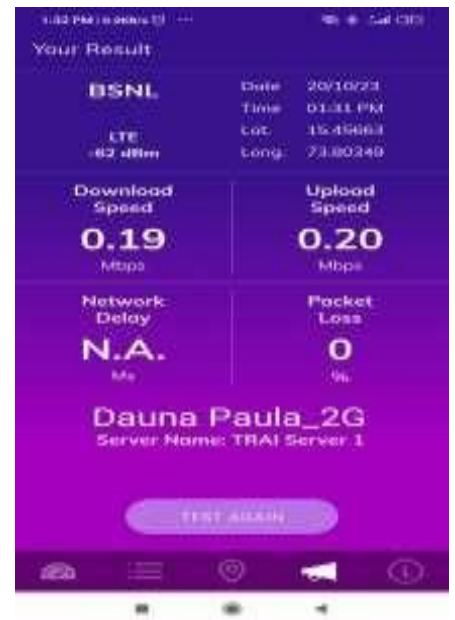 Your Result
BSNL
LTE
-62 dBm
Date 20/10/23
Time 01:31 PM
Lat. 15.45663
Long. 73.80349
Download
Speed
0.19
Mbps
Upload
Speed
0.20
Mbps
Network
Delay
N.A.
Ms
Packet
Loss
0
%
Dauna Paula_2G
Server Name: TRAI Server 1
TEST AGAIN